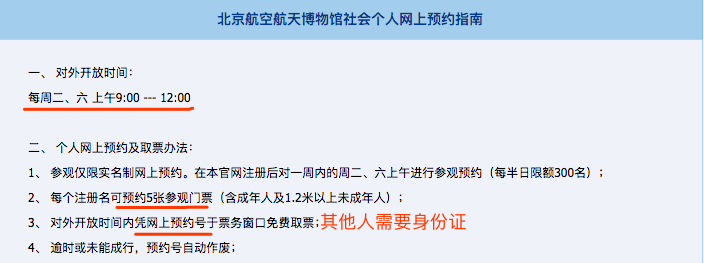 北京航空航天博物馆社会个人网上预约指南
一、 对外开放时间：
每周二、六 上午9:00 --- 12:00
二、 个人网上预约及取票办法：
1、 参观仅限实名制网上预约。在本官网注册后对一周内的周二、六上午进行参观预约（每半日限额300名）；
2、 每个注册名可预约5张参观门票（含成年人及1.2米以上未成年人）；
3、 对外开放时间内凭网上预约号于票务窗口免费取票；其他人需要身份证
4、 逾时或未能成行，预约号自动作废；